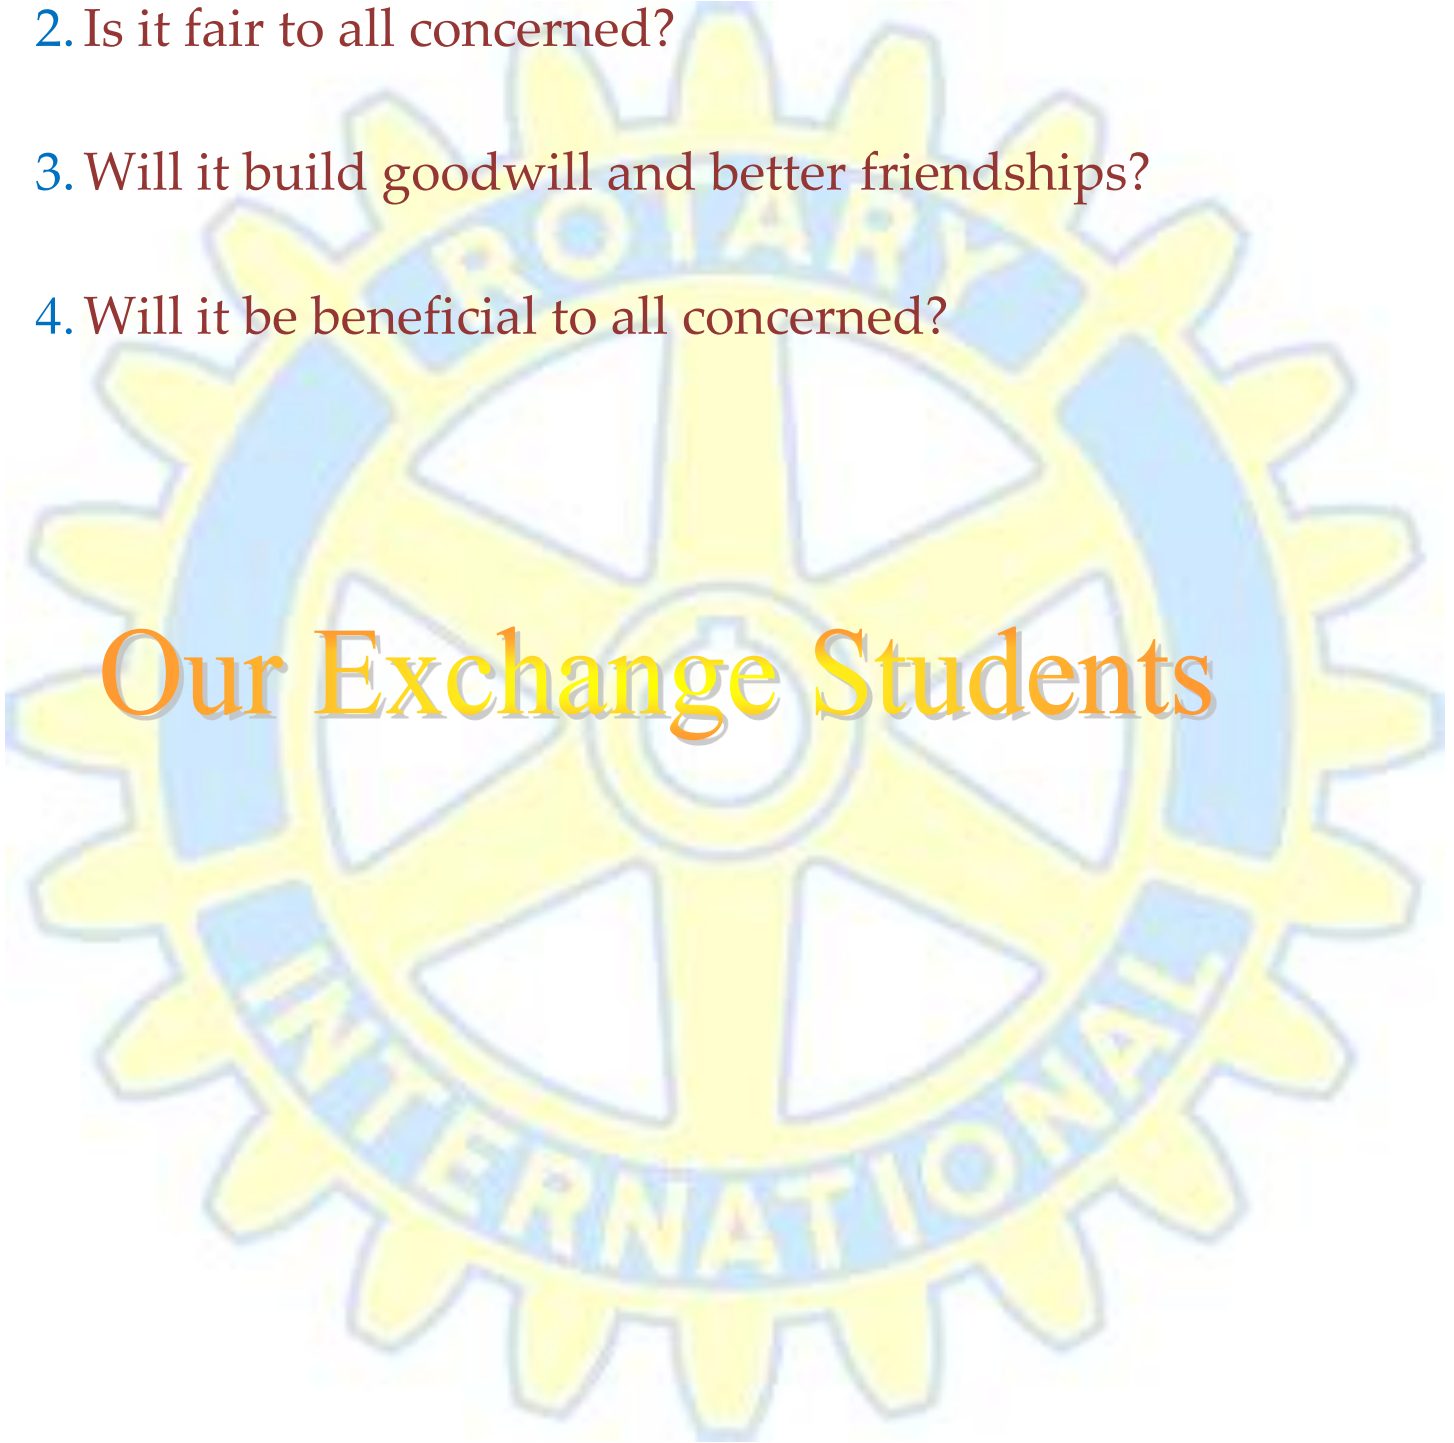 2. Is it fair to all concerned?
3. Will it build goodwill and better friendships?
ROTARY
4. Will it be beneficial to all concerned?
Our Exchange Students
INTERNATIONAL